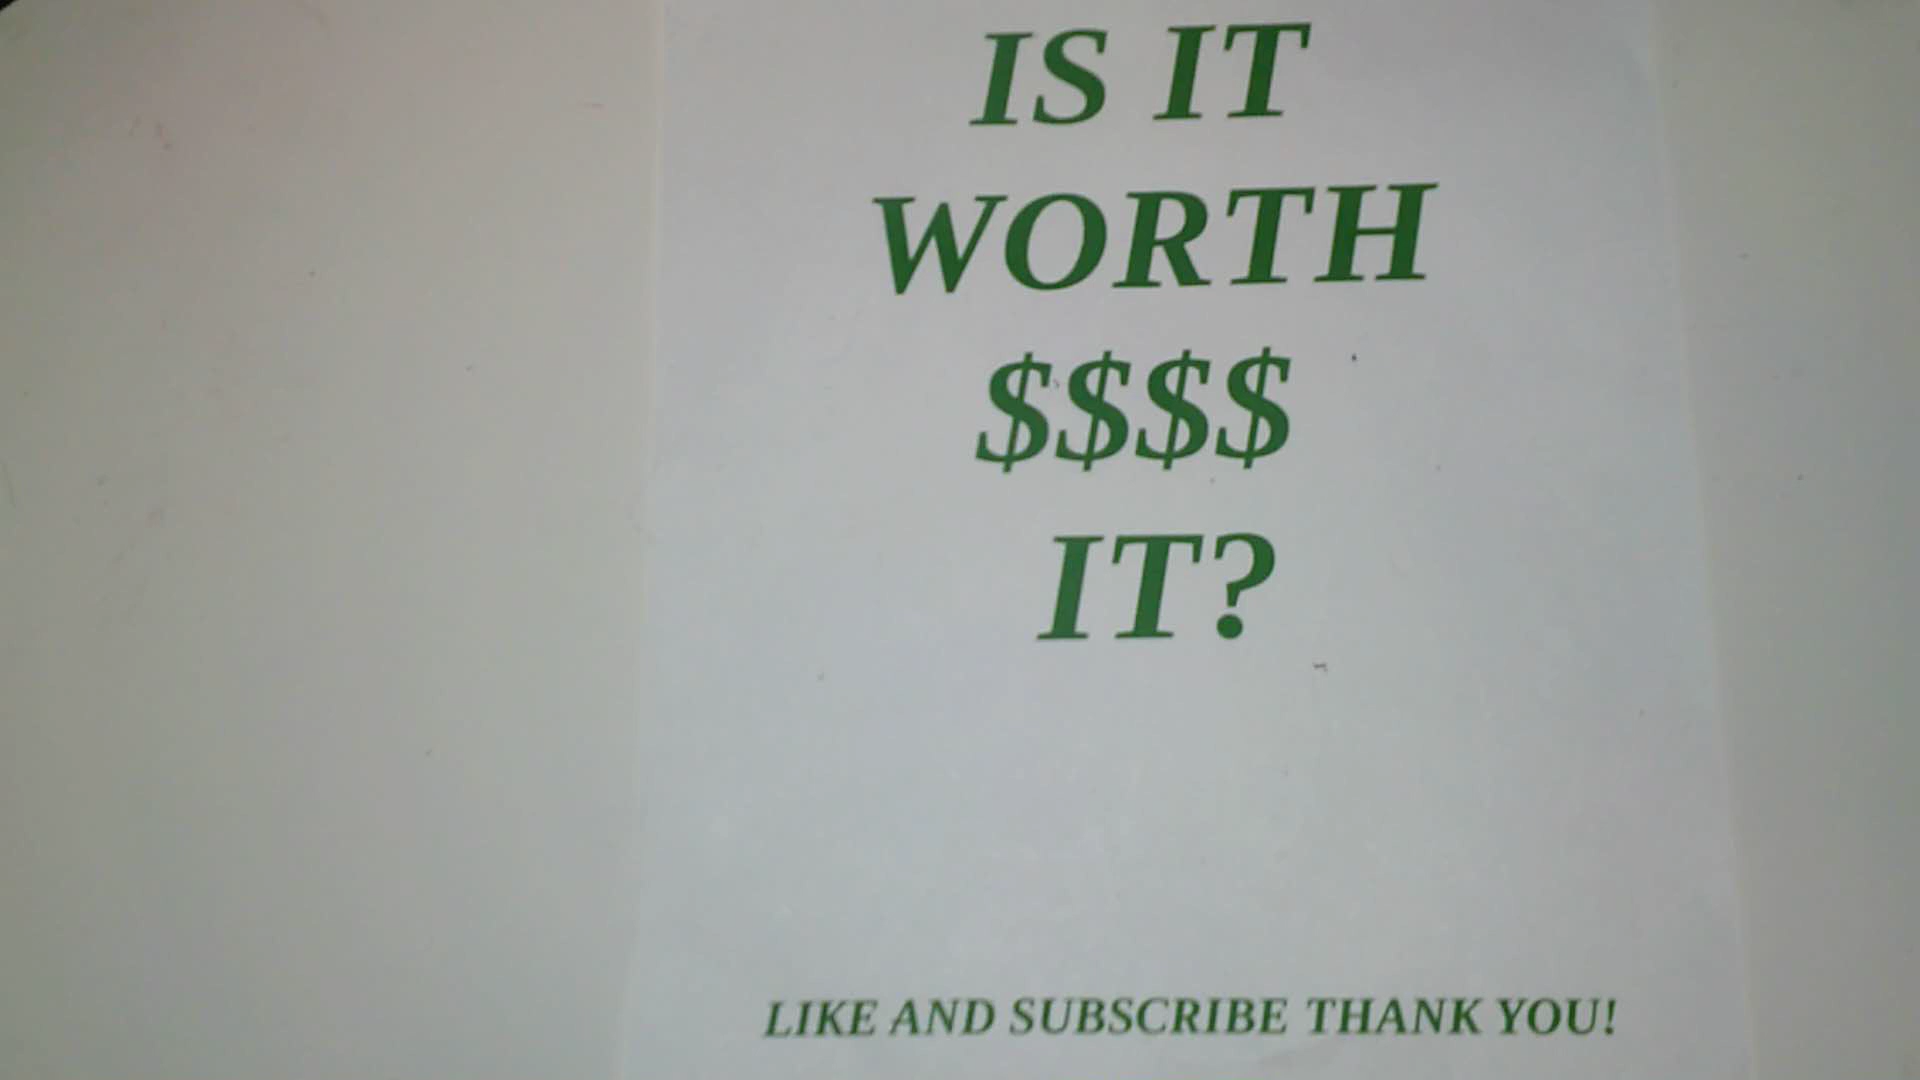 IS IT
WORTH
$$$$
IT?
LIKE AND SUBSCRIBE THANK YOU!